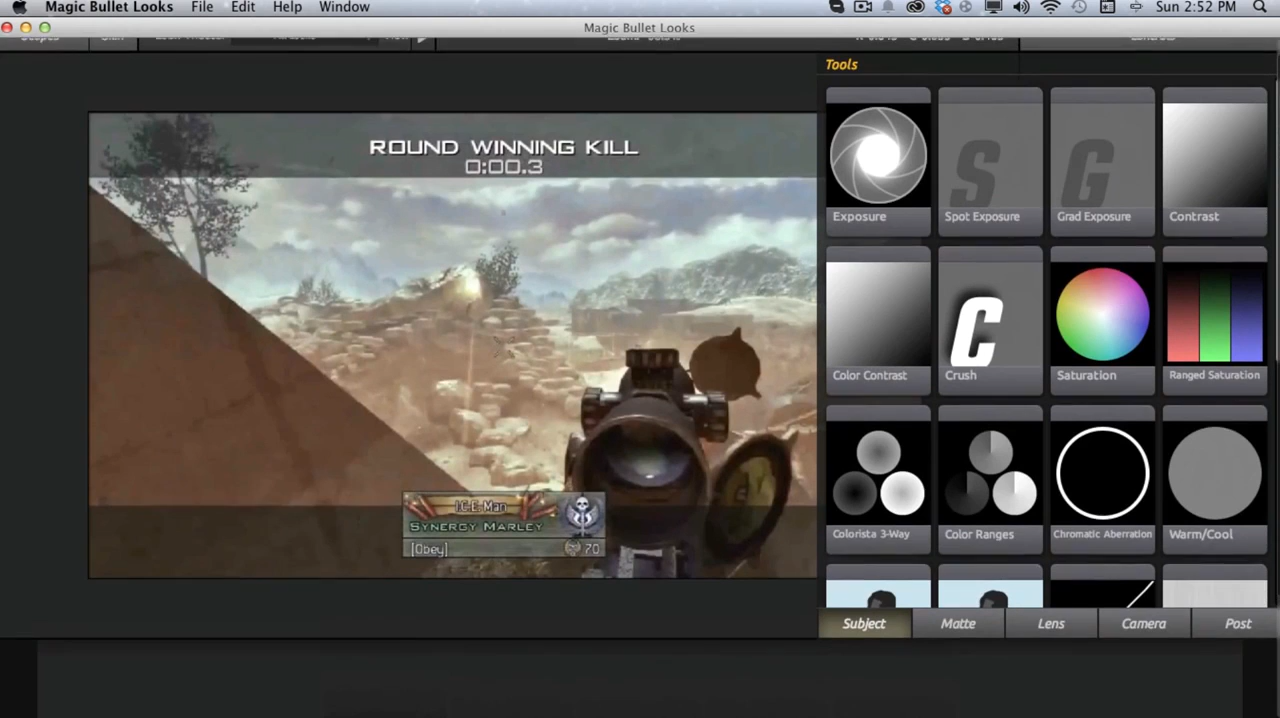 Magic Bullet Looks File Edit Help Window Sun 2:52 PM
Magic Bullet Looks
Tools
ROUND WINNING KILL
0:00.3
Exposure Spot Exposure Grad Exposure Contrast
S G
Color Contrast Crush Saturation Ranged Saturation
C
Colorista 3-Way Color Ranges Chromatic Aberration Warm/Cool
I.C.E. Man
SYNERGY MARLEY
[Obey] 70
Subject Matte Lens Camera Post